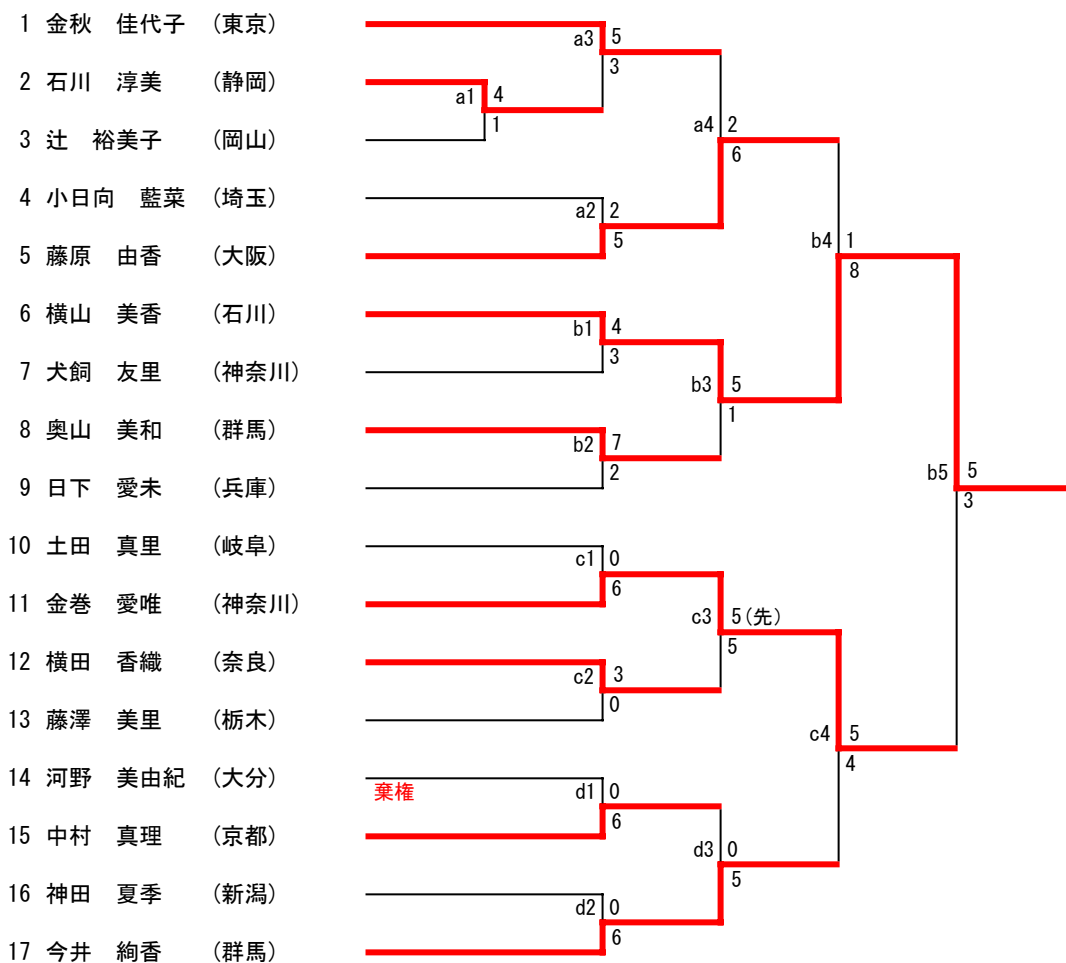 1 金秋 佳代子 (東京)
a3 5
3
2 石川 淳美 (静岡)
a1 4
1
3 辻 裕美子 (岡山)
a4 2
6
4 小日向 藍菜 (埼玉)
a2 2
5
5 藤原 由香 (大阪)
b4 1
8
6 横山 美香 (石川)
b1 4
3
7 犬飼 友里 (神奈川)
b3 5
1
8 奥山 美和 (群馬)
b2 7
2
9 日下 愛未 (兵庫)
b5 5
3
10 土田 真里 (岐阜)
c1 0
6
11 金巻 愛唯 (神奈川)
c3 5(先)
5
12 横田 香織 (奈良)
c2 3
0
13 藤澤 美里 (栃木)
c4 5
4
14 河野 美由紀 (大分)
棄権
d1 0
6
15 中村 真理 (京都)
d3 0
5
16 神田 夏季 (新潟)
d2 0
6
17 今井 絢香 (群馬)